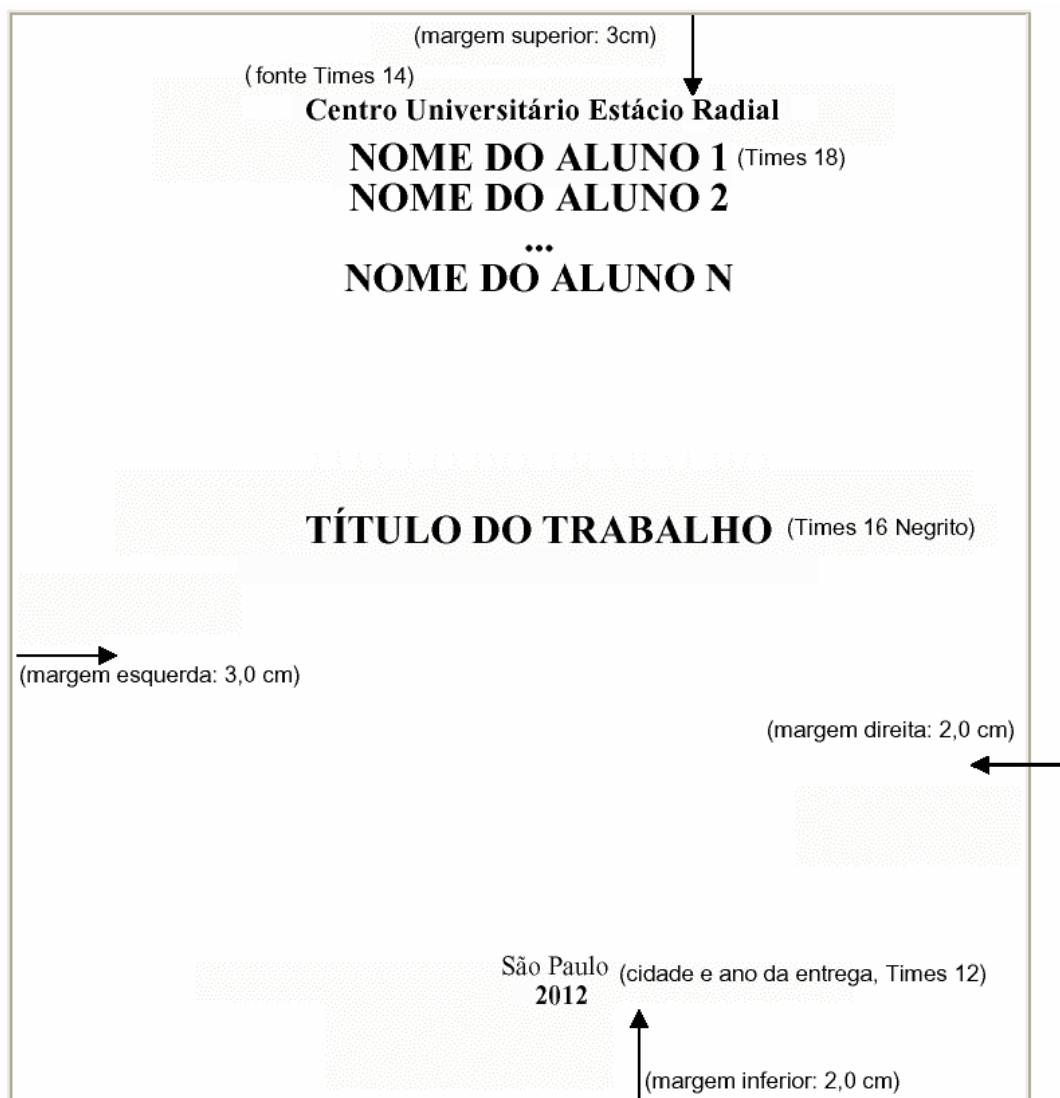 (margem superior: 3cm)
(fonte Times 14)
Centro Universitário Estácio Radial
NOME DO ALUNO 1 (Times 18)
NOME DO ALUNO 2
...
NOME DO ALUNO N
TÍTULO DO TRABALHO (Times 16 Negrito)
(margem esquerda: 3,0 cm)
(margem direita: 2,0 cm)
São Paulo (cidade e ano da entrega, Times 12)
2012
(margem inferior: 2,0 cm)